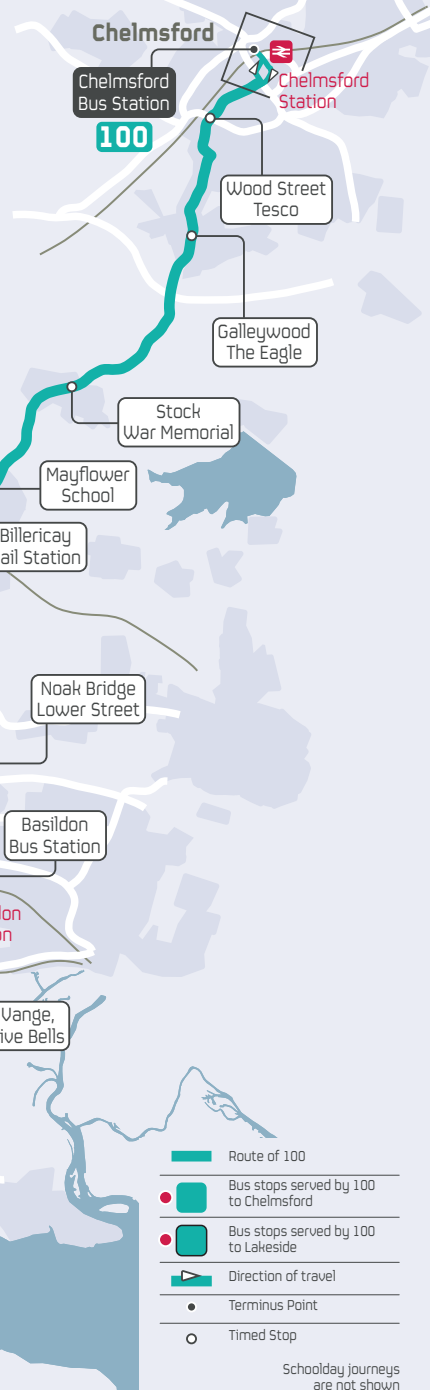 Chelmsford
Chelmsford
Bus Station
100
Chelmsford
Station
Wood Street
Tesco
Galleywood
The Eagle
Stock
War Memorial
Mayflower
School
Billericay
ail Station
Noak Bridge
Lower Street
Basildon
Bus Station
don
on
Vange,
ive Bells
Route of 100
Bus stops served by 100
to Chelmsford
Bus stops served by 100
to Lakeside
Direction of travel
Terminus Point
Timed Stop
Schoolday journeys
are not shown